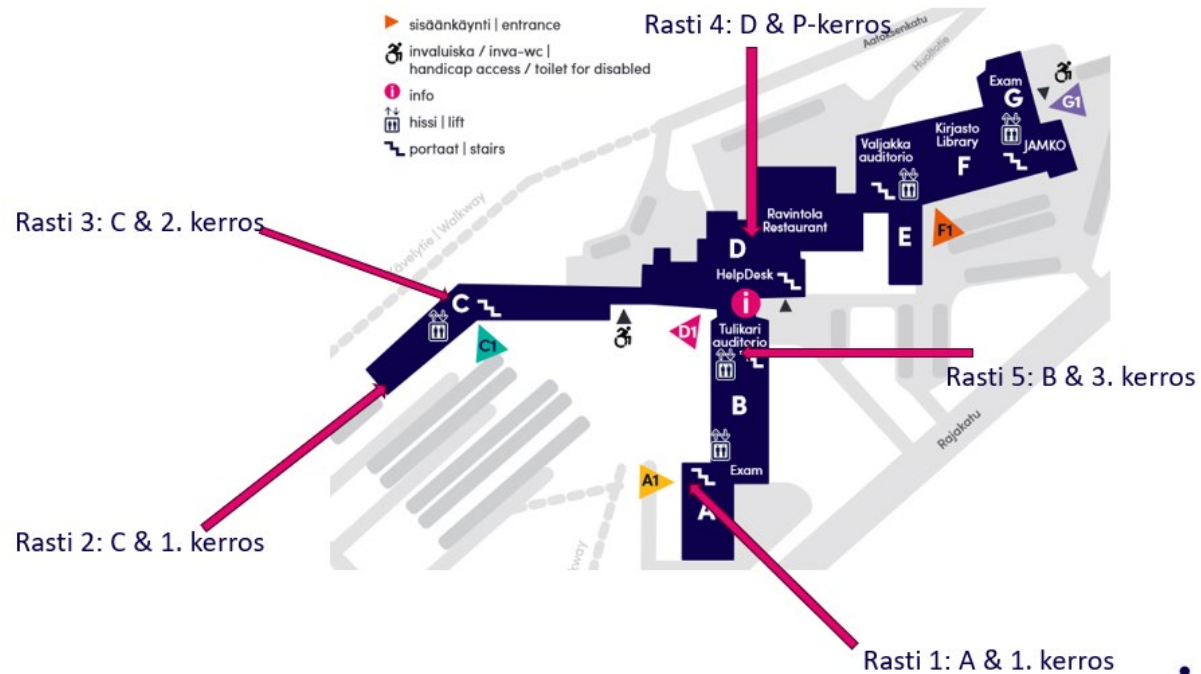 sisäänkäynti | entrance
invaluiska / inva-wc |
handicap access / toilet for disabled
i info
hissi | lift
portaat | stairs
Rasti 4: D & P-kerros
Aatoksenkatu
Huoltotie
Exam
G
G1
Kirjasto
Library
F
JAMKO
Valjakka
auditorio
E
F1
Rasti 3: C & 2. kerros
Kävelytie | Walkway
Ravintola
Restaurant
D
HelpDesk
i
C
C1
D1
Tulikari
auditorio
Rasti 5: B & 3. kerros
B
Rajakatu
Exam
A1
A
Rasti 2: C & 1. kerros
Rasti 1: A & 1. kerros